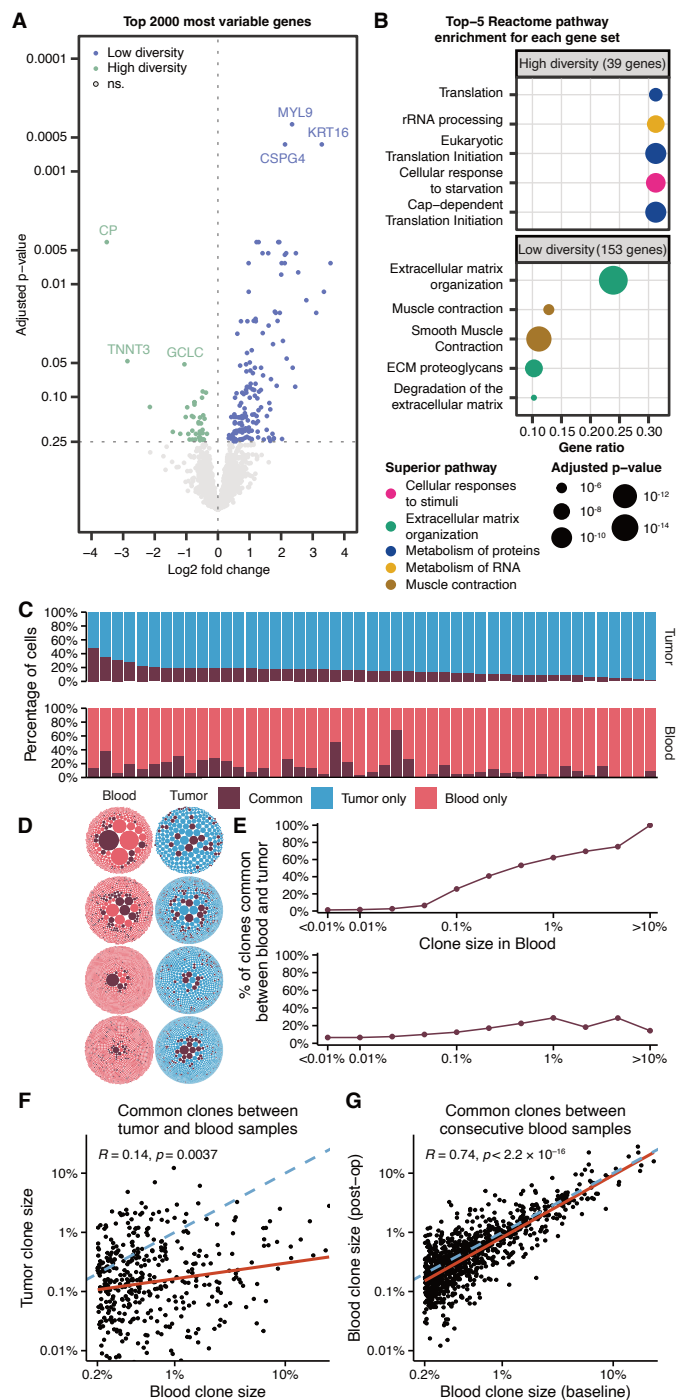 A
Top 2000 most variable genes
Low diversity
High diversity
ns.
MYL9
KRT16
CSPG4
CP
TNNT3
GCLC
0.0001
0.0005
0.001
0.005
0.01
0.05
0.10
0.25
Adjusted p−value
−4 −3 −2 −1 0 1 2 3 4
Log2 fold change
B
Top−5 Reactome pathway
enrichment for each gene set
High diversity (39 genes)
Translation
rRNA processing
Eukaryotic
Translation Initiation
Cellular response
to starvation
Cap−dependent
Translation Initiation
Low diversity (153 genes)
Extracellular matrix
organization
Muscle contraction
Smooth Muscle
Contraction
ECM proteoglycans
Degradation of the
extracellular matrix
0.10 0.15 0.20 0.25 0.30
Gene ratio
Superior pathway
Cellular responses
to stimuli
Extracellular matrix
organization
Metabolism of proteins
Metabolism of RNA
Muscle contraction
Adjusted p−value
10⁻⁶
10⁻⁸
10⁻¹⁰
10⁻¹²
10⁻¹⁴
C
Percentage of cells
100%
80%
60%
40%
20%
0%
Tumor
100%
80%
60%
40%
20%
0%
Blood
Common
Tumor only
Blood only
D
Blood Tumor
E
% of clones common
between blood and tumor
100%
80%
60%
40%
20%
0%
<0.01% 0.01% 0.1% 1% >10%
Clone size in Blood
100%
80%
60%
40%
20%
0%
<0.01% 0.01% 0.1% 1% >10%
F
Common clones between
tumor and blood samples
R = 0.14, p = 0.0037
10%
1%
0.1%
0.01%
Tumor clone size
0.2% 1% 10%
Blood clone size
G
Common clones between
consecutive blood samples
R = 0.74, p < 2.2 × 10⁻¹⁶
10%
1%
0.1%
0.01%
Blood clone size (post−op)
0.2% 1% 10%
Blood clone size (baseline)